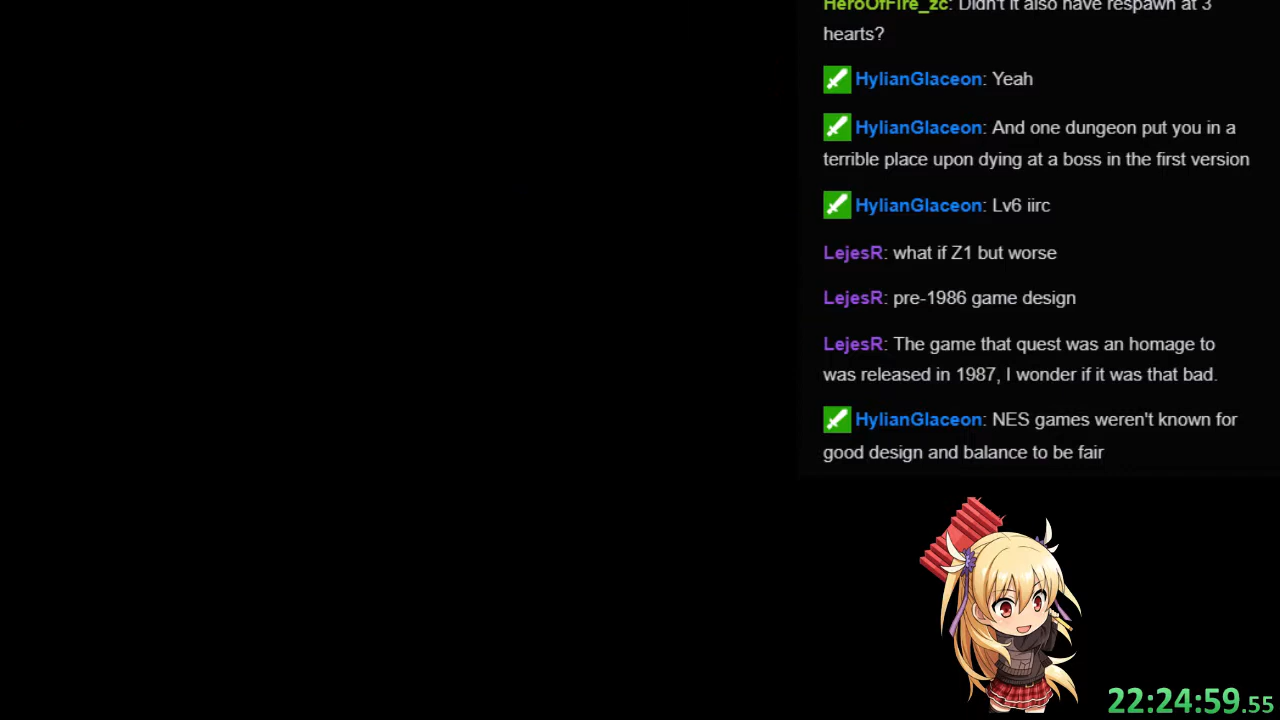 HeroOfFire_zc: Didn't it also have respawn at 3
hearts?
HylianGlaceon: Yeah
HylianGlaceon: And one dungeon put you in a
terrible place upon dying at a boss in the first version
HylianGlaceon: Lv6 iirc
LejesR: what if Z1 but worse
LejesR: pre-1986 game design
LejesR: The game that quest was an homage to
was released in 1987, I wonder if it was that bad.
HylianGlaceon: NES games weren't known for
good design and balance to be fair
22:24:59.55